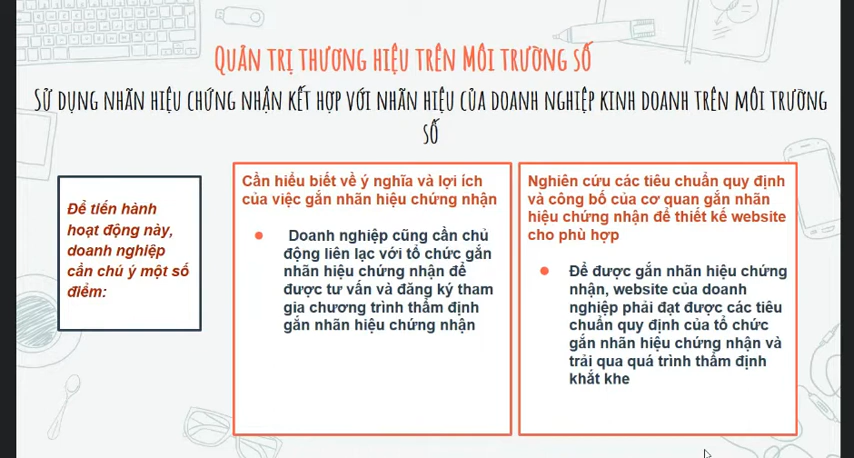 Quản trị thương hiệu trên Môi trường số
Sử dụng nhãn hiệu chứng nhận kết hợp với nhãn hiệu của doanh nghiệp kinh doanh trên môi trường
số
Để tiến hành
hoạt động này,
doanh nghiệp
cần chú ý một số
điểm:
Cần hiểu biết về ý nghĩa và lợi ích
của việc gắn nhãn hiệu chứng nhận
● Doanh nghiệp cũng cần chủ
động liên lạc với tổ chức gắn
nhãn hiệu chứng nhận để
được tư vấn và đăng ký tham
gia chương trình thẩm định
gắn nhãn hiệu chứng nhận
Nghiên cứu các tiêu chuẩn quy định
và công bố của cơ quan gắn nhãn
hiệu chứng nhận để thiết kế website
cho phù hợp
● Để được gắn nhãn hiệu chứng
nhận, website của doanh
nghiệp phải đạt được các tiêu
chuẩn quy định của tổ chức
gắn nhãn hiệu chứng nhận và
trải qua quá trình thẩm định
khắt khe